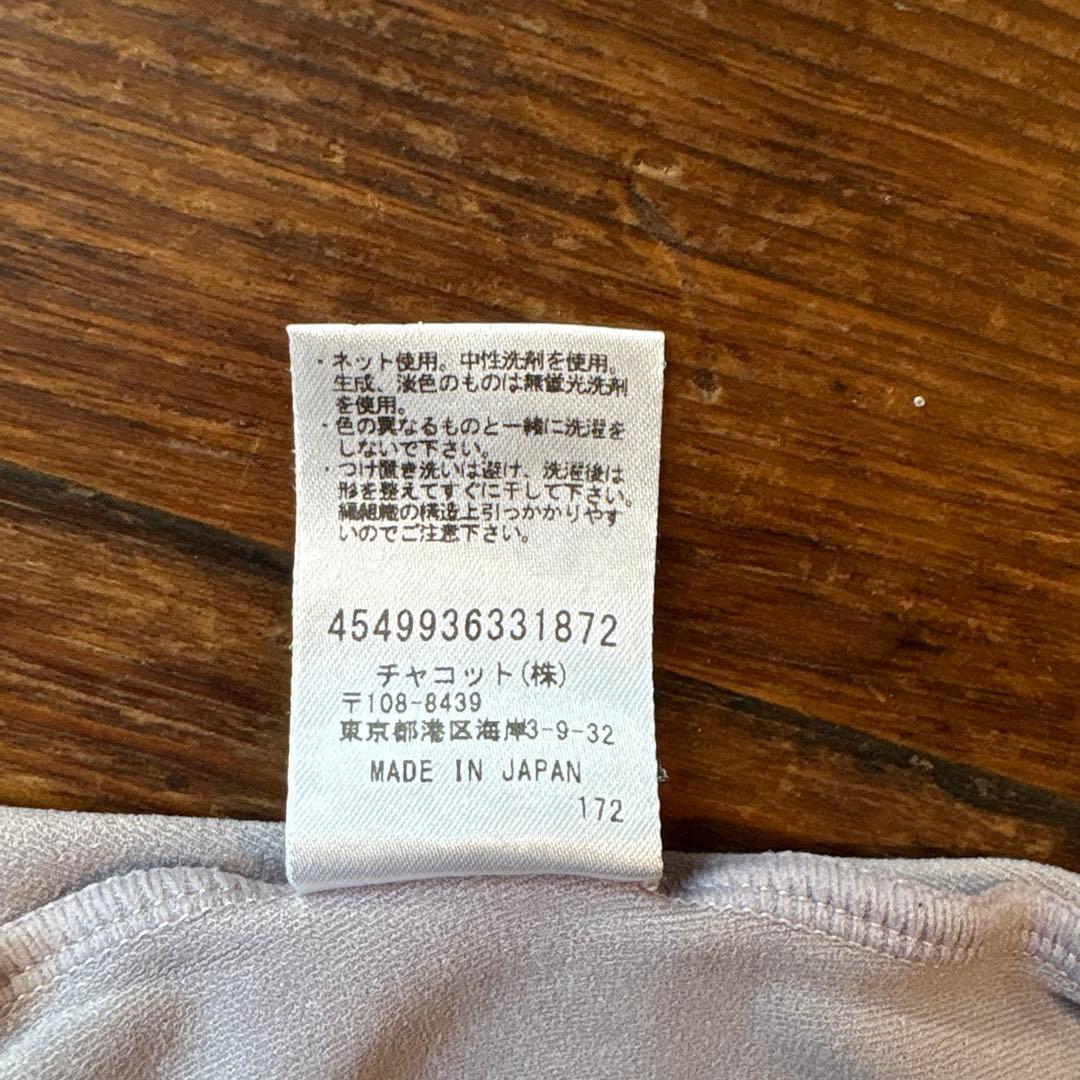 ・ネット使用。中性洗剤を使用。
生成、淡色のものは無蛍光洗剤
を使用。
・色の異なるものと一緒に洗濯を
しないで下さい。
・つけ置き洗いは避け、洗濯後は
形を整えてすぐに干して下さい。
編組織の構造上引っかかりやす
いのでご注意下さい。
4549936331872
チャコット(株)
〒108-8439
東京都港区海岸3-9-32
MADE IN JAPAN
172